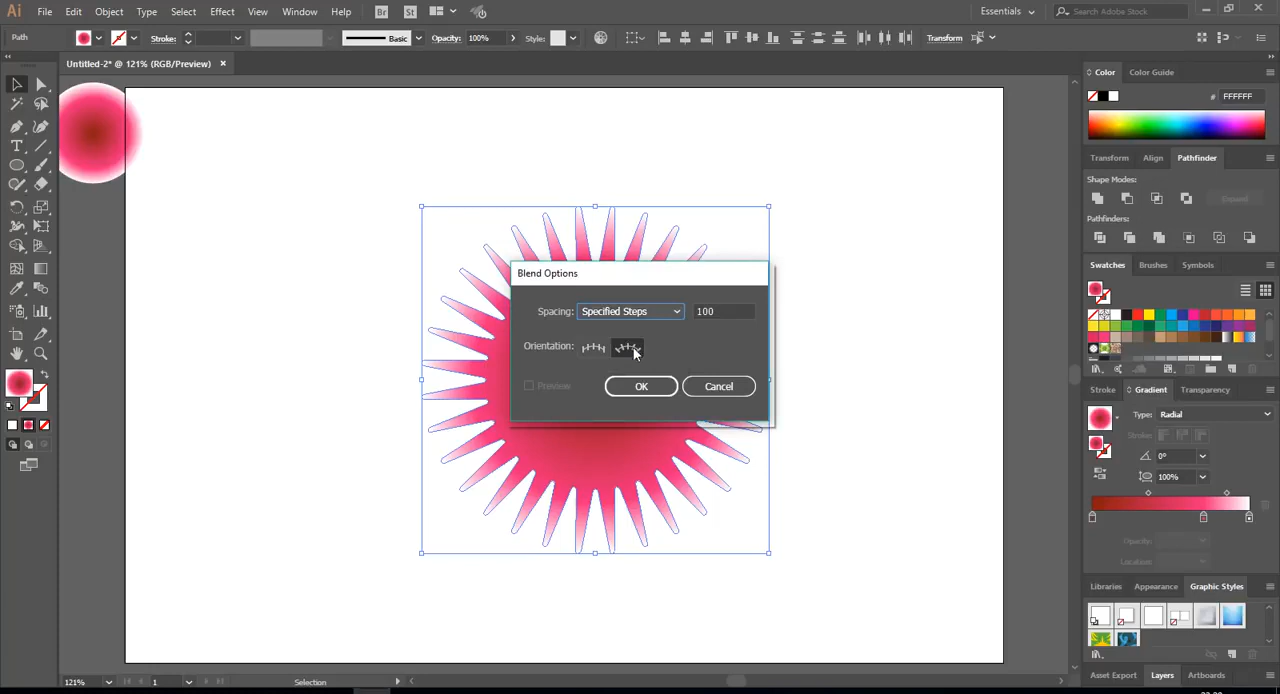 Ai File Edit Object Type Select Effect View Window Help Br St Essentials Search Adobe Stock
Path Stroke: Basic Opacity: 100% Style: Transform
Untitled-2* @ 121% (RGB/Preview) ×
Color Color Guide
# FFFFFF
Transform Align Pathfinder
Shape Modes:
Expand
Pathfinders:
Swatches Brushes Symbols
Blend Options
Spacing: Specified Steps 100
Orientation:
Preview OK Cancel
Stroke Gradient Transparency
Type: Radial
Stroke:
0°
100%
Opacity:
Location:
Libraries Appearance Graphic Styles
Asset Export Layers Artboards
121% 1 Selection